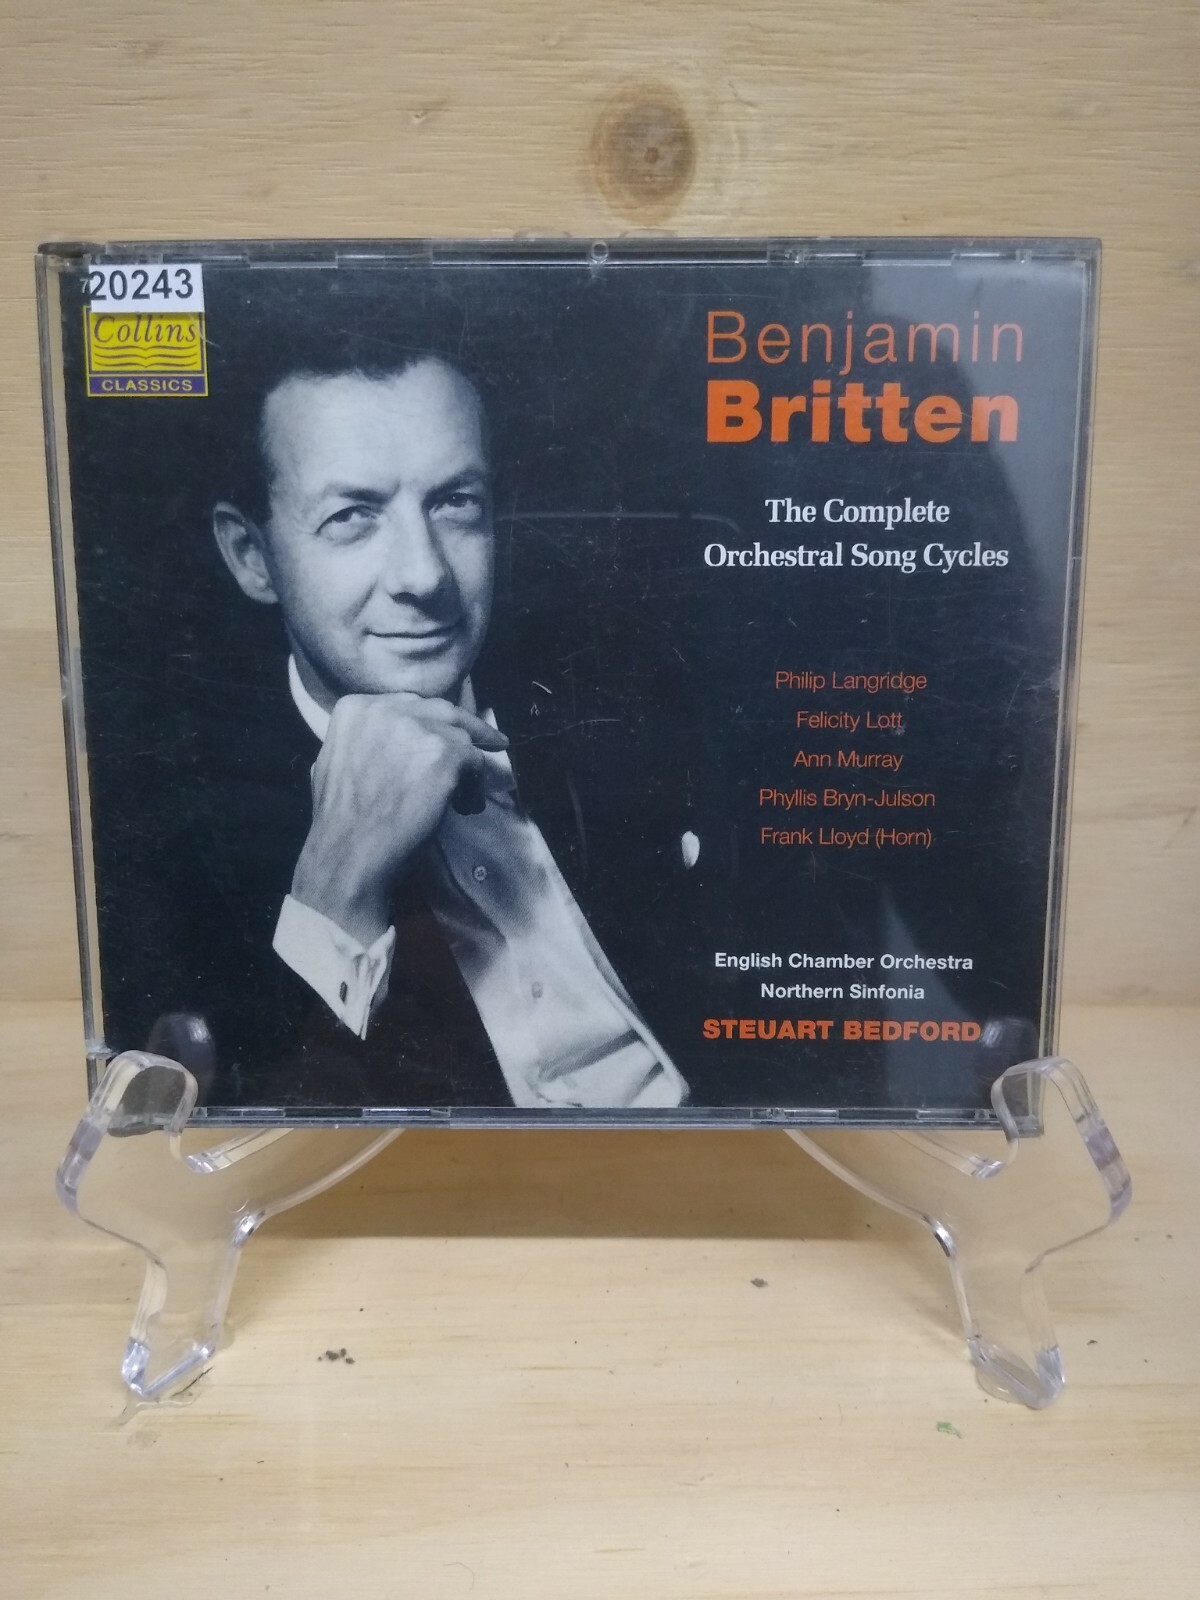 20243
Collins
CLASSICS
Benjamin
Britten
The Complete
Orchestral Song Cycles
Philip Langridge
Felicity Lott
Ann Murray
Phyllis Bryn-Julson
Frank Lloyd (Horn)
English Chamber Orchestra
Northern Sinfonia
STEUART BEDFORD